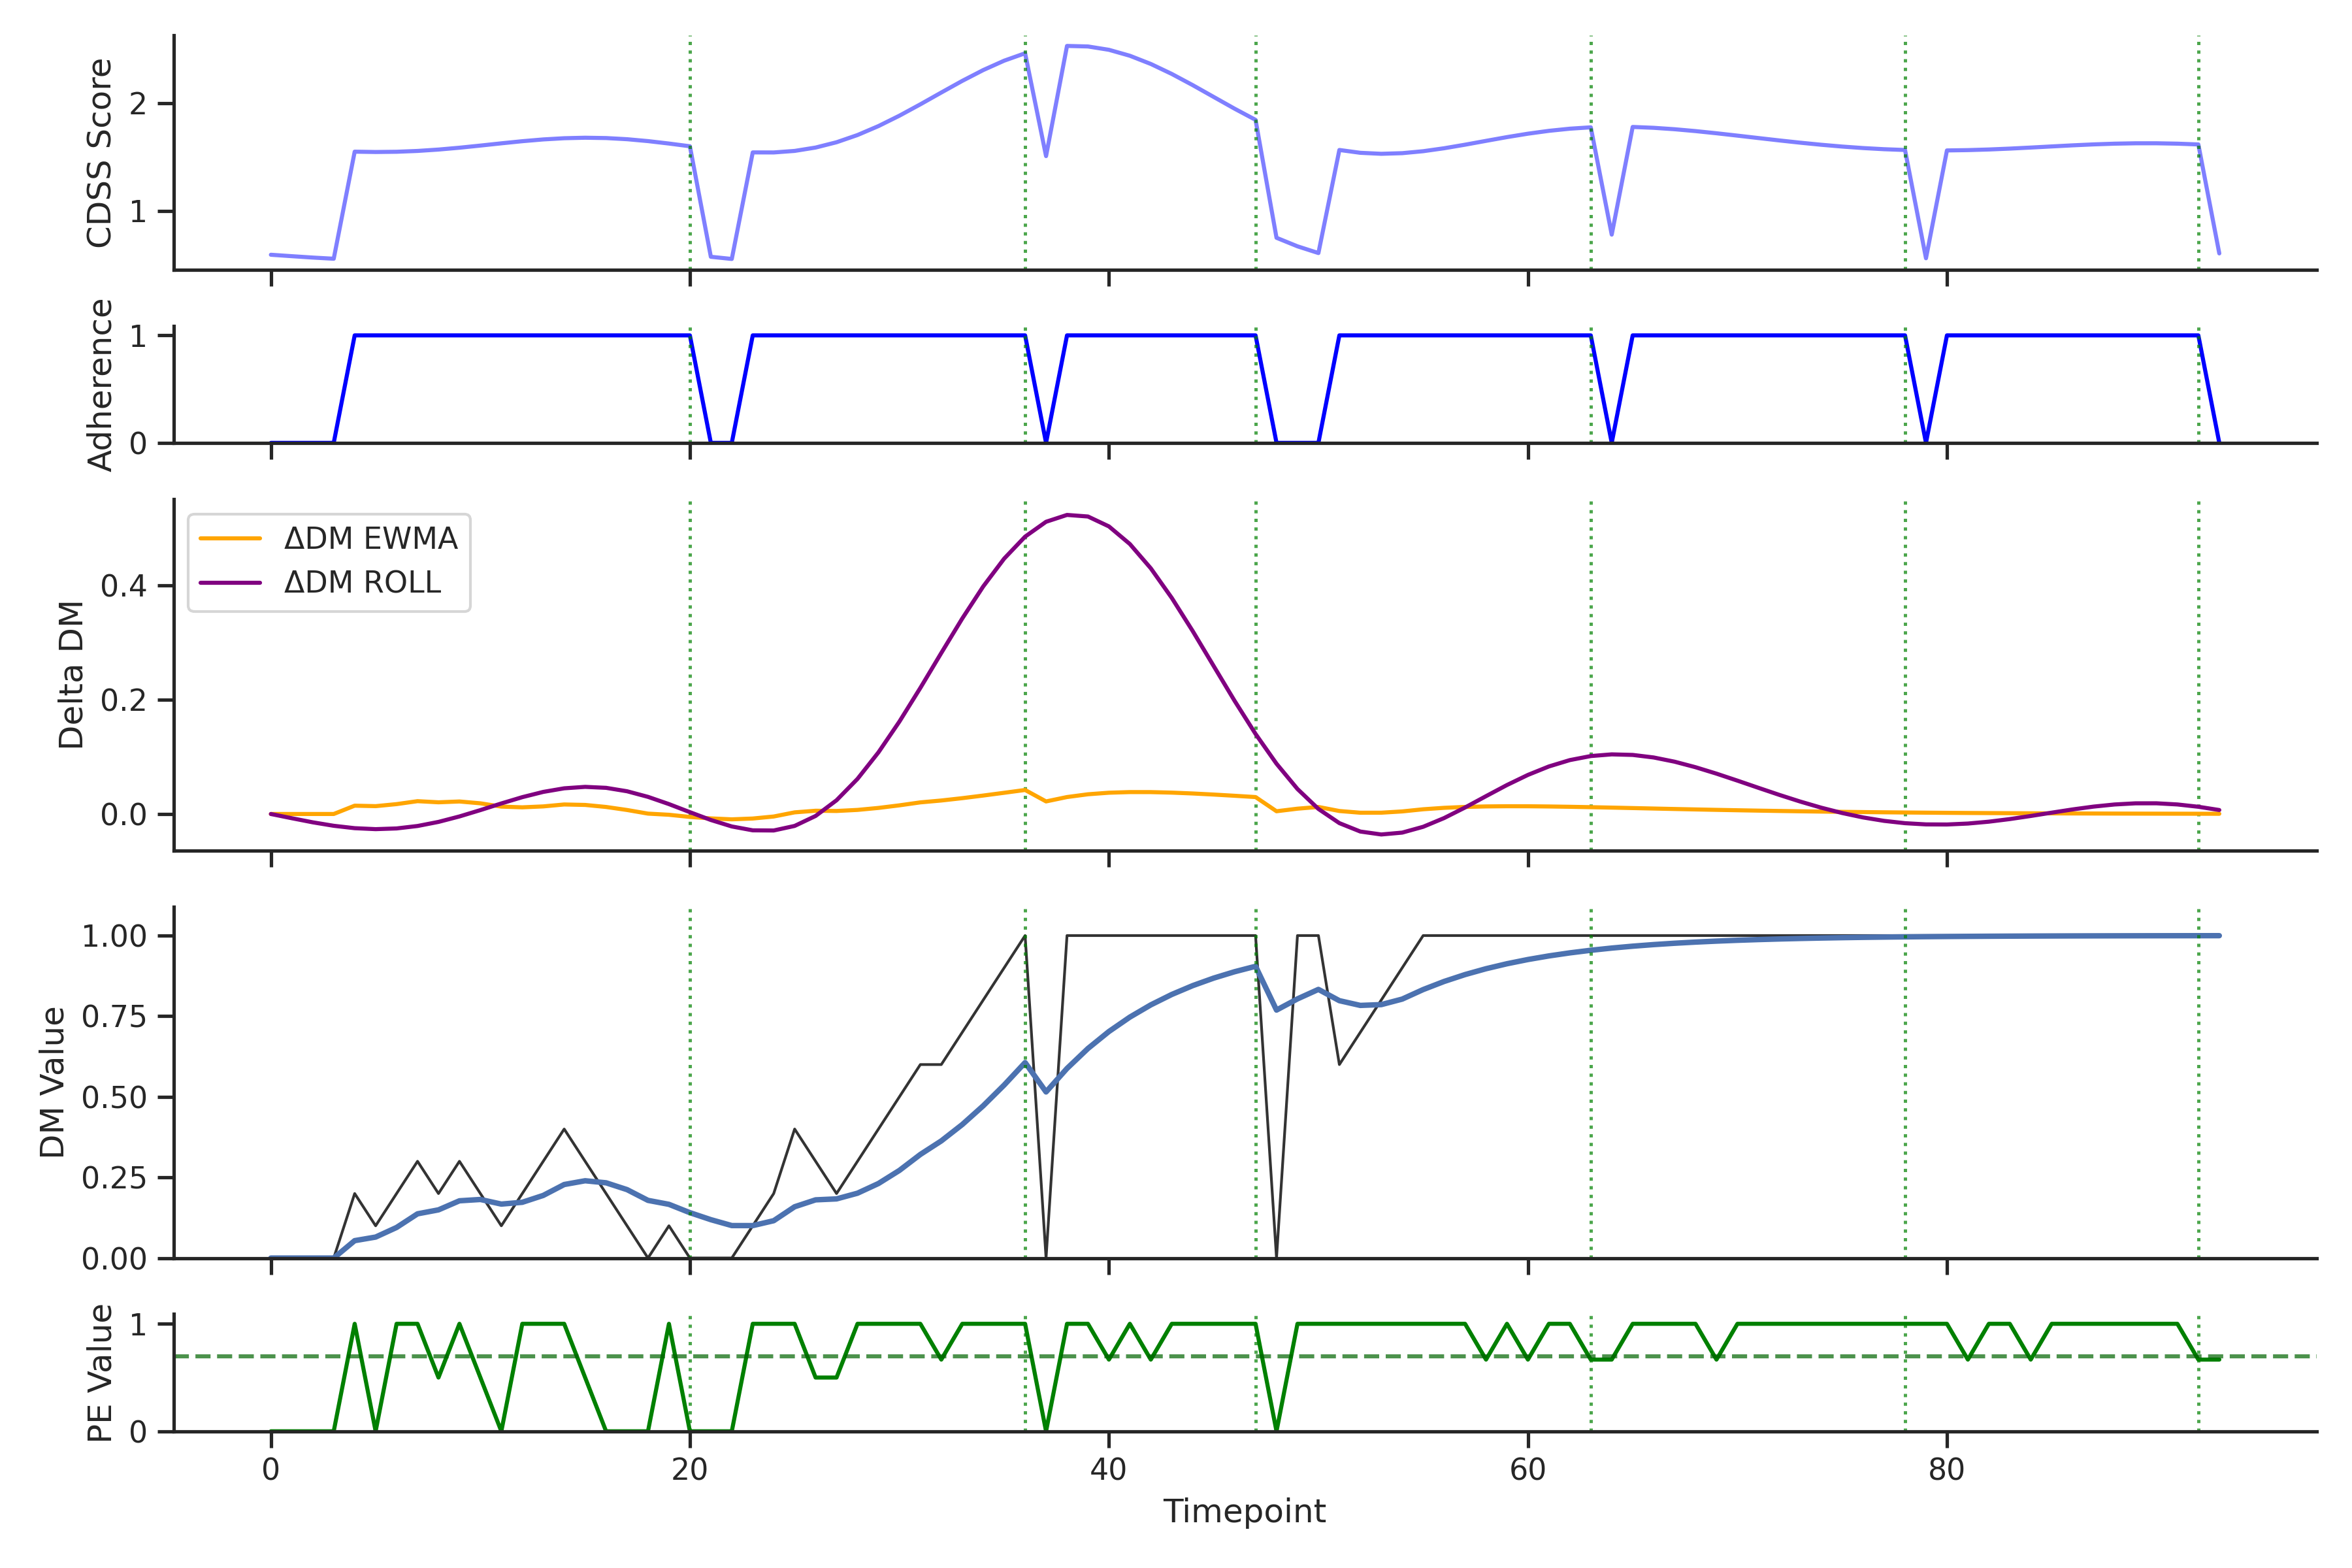 CDSS Score
2
1
Adherence
1
0
Delta DM
ΔDM EWMA
ΔDM ROLL
0.4
0.2
0.0
DM Value
1.00
0.75
0.50
0.25
0.00
PE Value
1
0
0
20
40
60
80
Timepoint